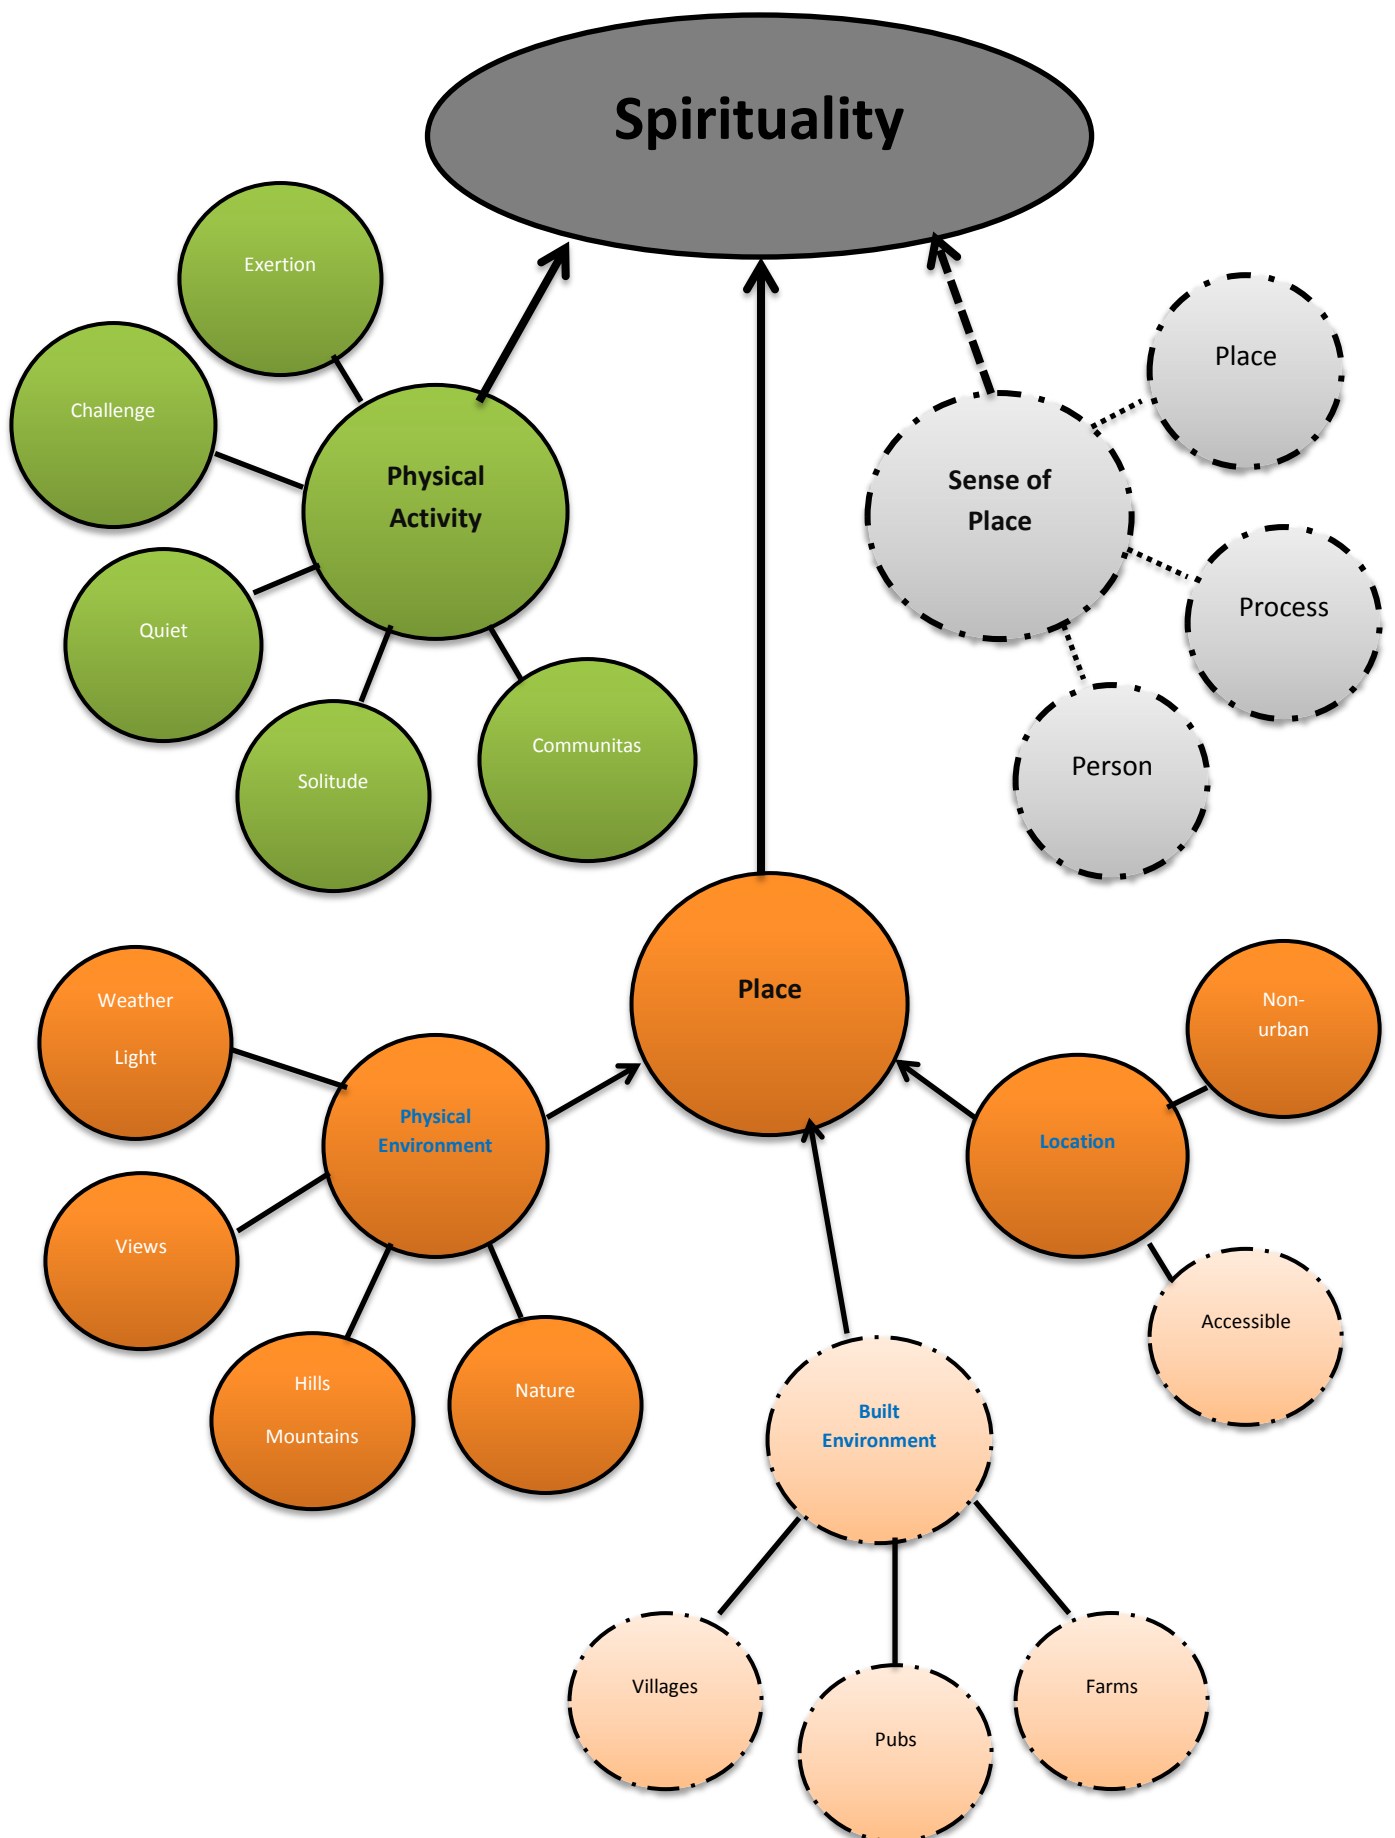 Spirituality
Exertion
Challenge
Physical
Activity
Quiet
Solitude
Communitas
Place
Sense of
Place
Process
Person
Place
Weather
Light
Physical
Environment
Views
Hills
Mountains
Nature
Non-
urban
Location
Accessible
Built
Environment
Villages
Pubs
Farms